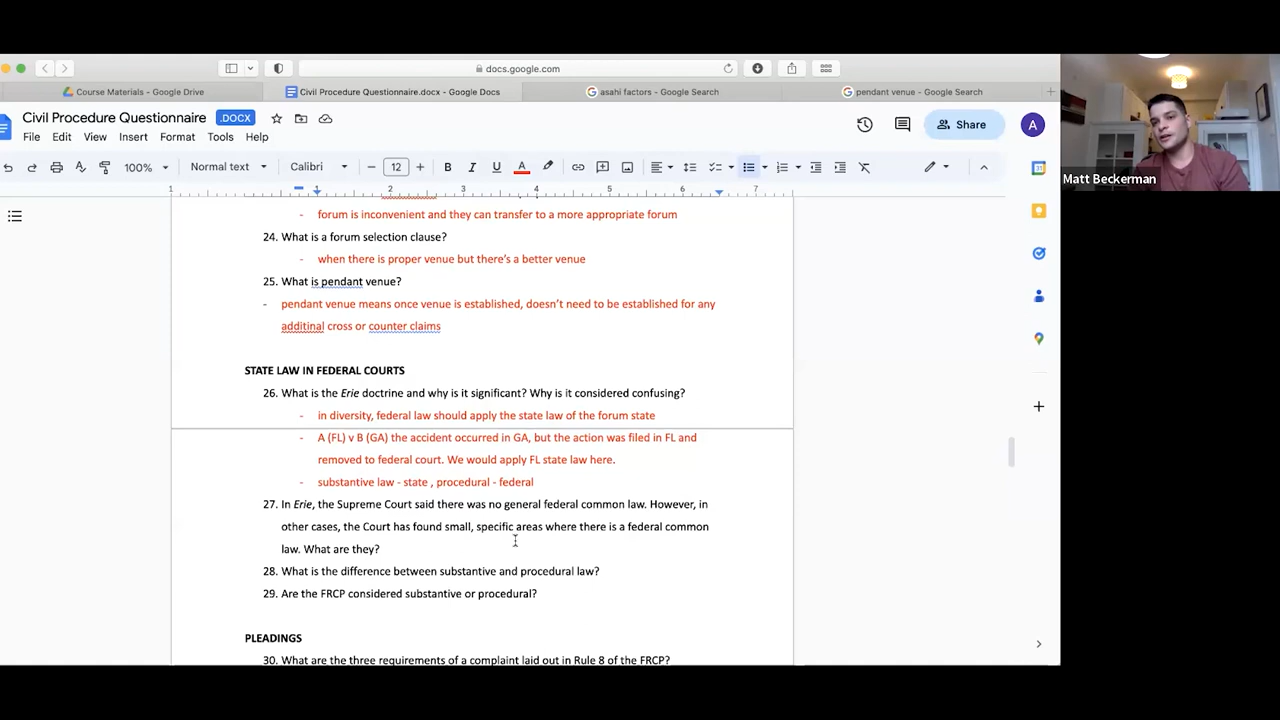 docs.google.com
Course Materials - Google Drive
Civil Procedure Questionnaire.docx - Google Docs
asahi factors - Google Search
pendant venue - Google Search
Civil Procedure Questionnaire .DOCX
File Edit View Insert Format Tools Help
Share
A
100% Normal text Calibri 12 B I U A
1 1 2 3 4 5 6 7
- forum is inconvenient and they can transfer to a more appropriate forum
24. What is a forum selection clause?
- when there is proper venue but there's a better venue
25. What is pendant venue?
- pendant venue means once venue is established, doesn't need to be established for any
additinal cross or counter claims
STATE LAW IN FEDERAL COURTS
26. What is the Erie doctrine and why is it significant? Why is it considered confusing?
- in diversity, federal law should apply the state law of the forum state
- A (FL) v B (GA) the accident occurred in GA, but the action was filed in FL and
removed to federal court. We would apply FL state law here.
- substantive law - state , procedural - federal
27. In Erie, the Supreme Court said there was no general federal common law. However, in
other cases, the Court has found small, specific areas where there is a federal common
law. What are they?
28. What is the difference between substantive and procedural law?
29. Are the FRCP considered substantive or procedural?
PLEADINGS
30. What are the three requirements of a complaint laid out in Rule 8 of the FRCP?
Matt Beckerman